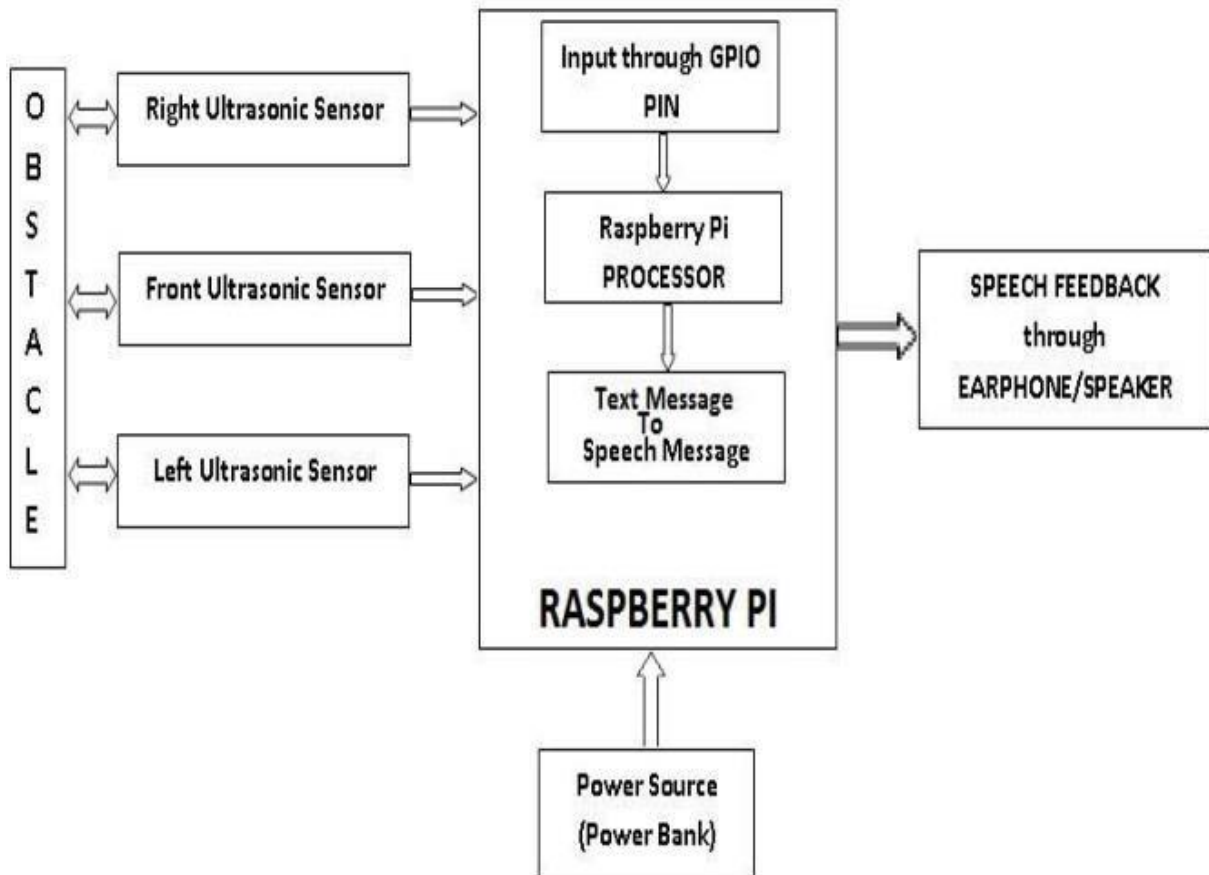 O
B
S
T
A
C
L
E
Right Ultrasonic Sensor
Front Ultrasonic Sensor
Left Ultrasonic Sensor
Input through GPIO
PIN
Raspberry Pi
PROCESSOR
Text Message
To
Speech Message
RASPBERRY PI
SPEECH FEEDBACK
through
EARPHONE/SPEAKER
Power Source
(Power Bank)